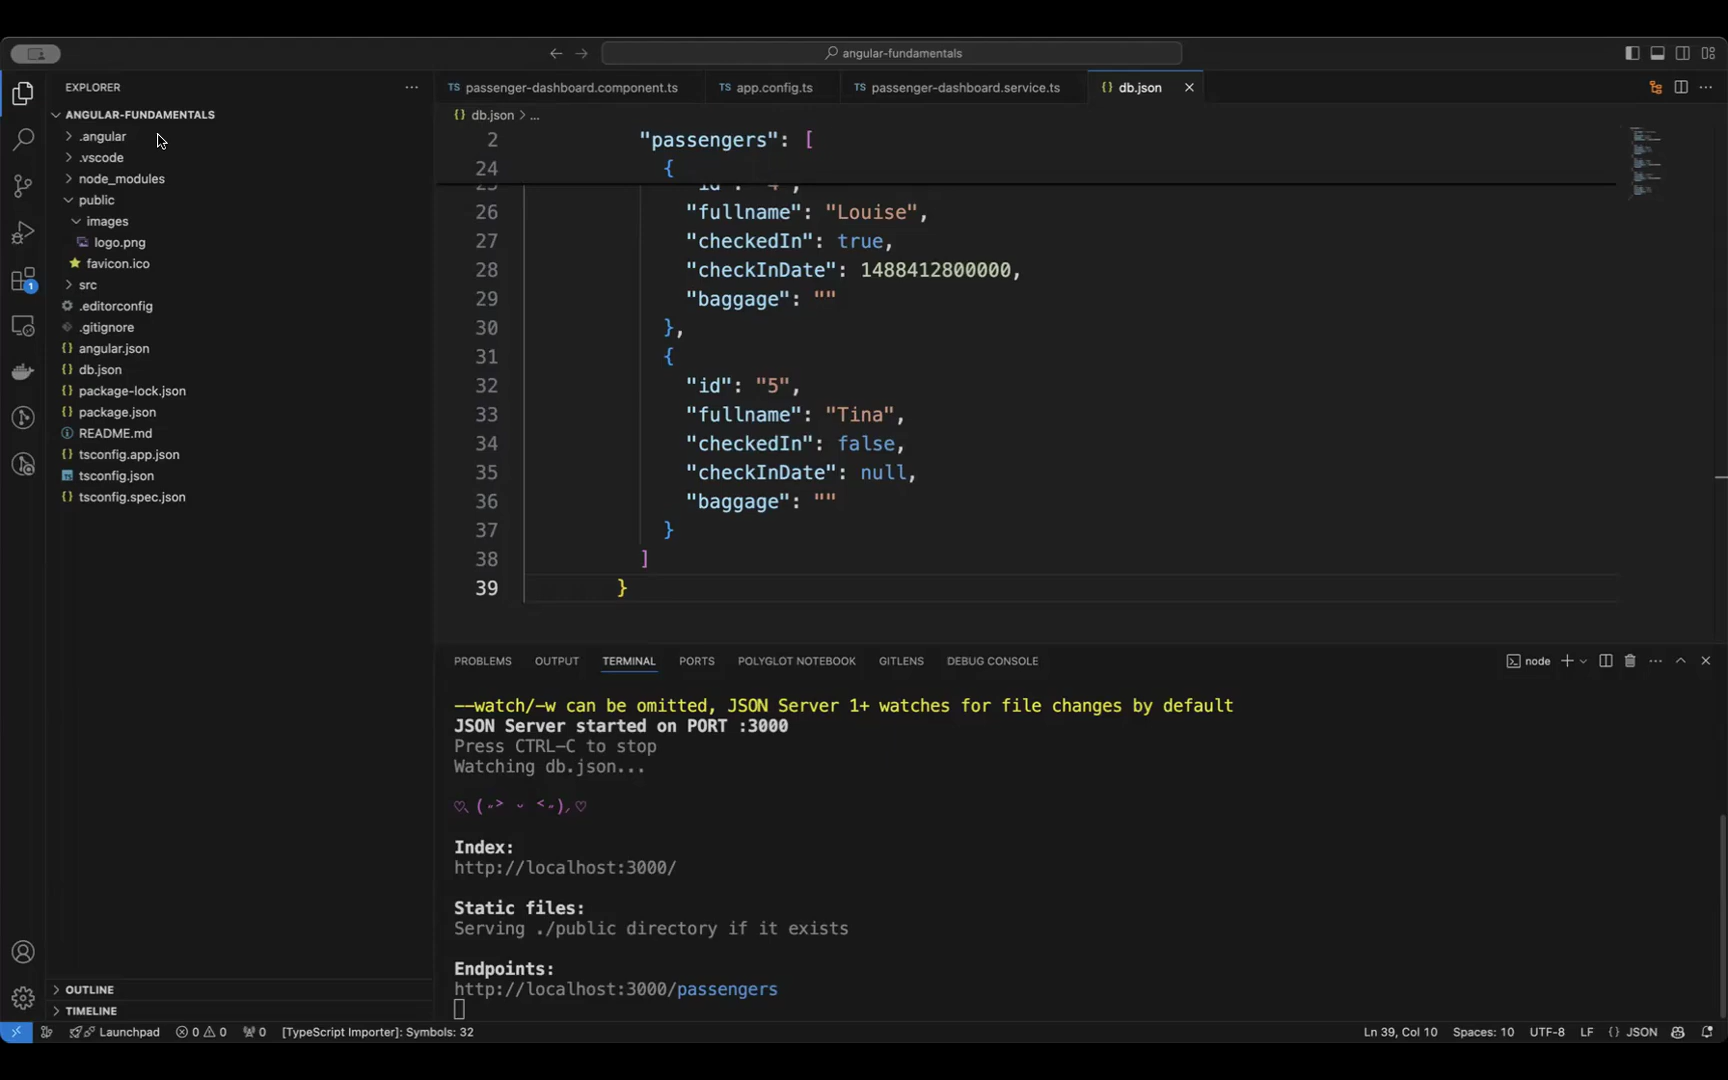 angular-fundamentals
EXPLORER
ANGULAR-FUNDAMENTALS
.angular
.vscode
node_modules
public
images
logo.png
favicon.ico
src
.editorconfig
.gitignore
angular.json
db.json
package-lock.json
package.json
README.md
tsconfig.app.json
tsconfig.json
tsconfig.spec.json
OUTLINE
TIMELINE
passenger-dashboard.component.ts
app.config.ts
passenger-dashboard.service.ts
db.json
db.json > ...
2 "passengers": [
24 {
25 "id": "4",
26 "fullname": "Louise",
27 "checkedIn": true,
28 "checkInDate": 1488412800000,
29 "baggage": ""
30 },
31 {
32 "id": "5",
33 "fullname": "Tina",
34 "checkedIn": false,
35 "checkInDate": null,
36 "baggage": ""
37 }
38 ]
39 }
PROBLEMS OUTPUT TERMINAL PORTS POLYGLOT NOTEBOOK GITLENS DEBUG CONSOLE
node
--watch/-w can be omitted, JSON Server 1+ watches for file changes by default
JSON Server started on PORT :3000
Press CTRL-C to stop
Watching db.json...
♡⸜(˶˃ ᵕ ˂˶)⸝♡
Index:
http://localhost:3000/
Static files:
Serving ./public directory if it exists
Endpoints:
http://localhost:3000/passengers
Launchpad 0 0 0 [TypeScript Importer]: Symbols: 32
Ln 39, Col 10 Spaces: 10 UTF-8 LF {} JSON